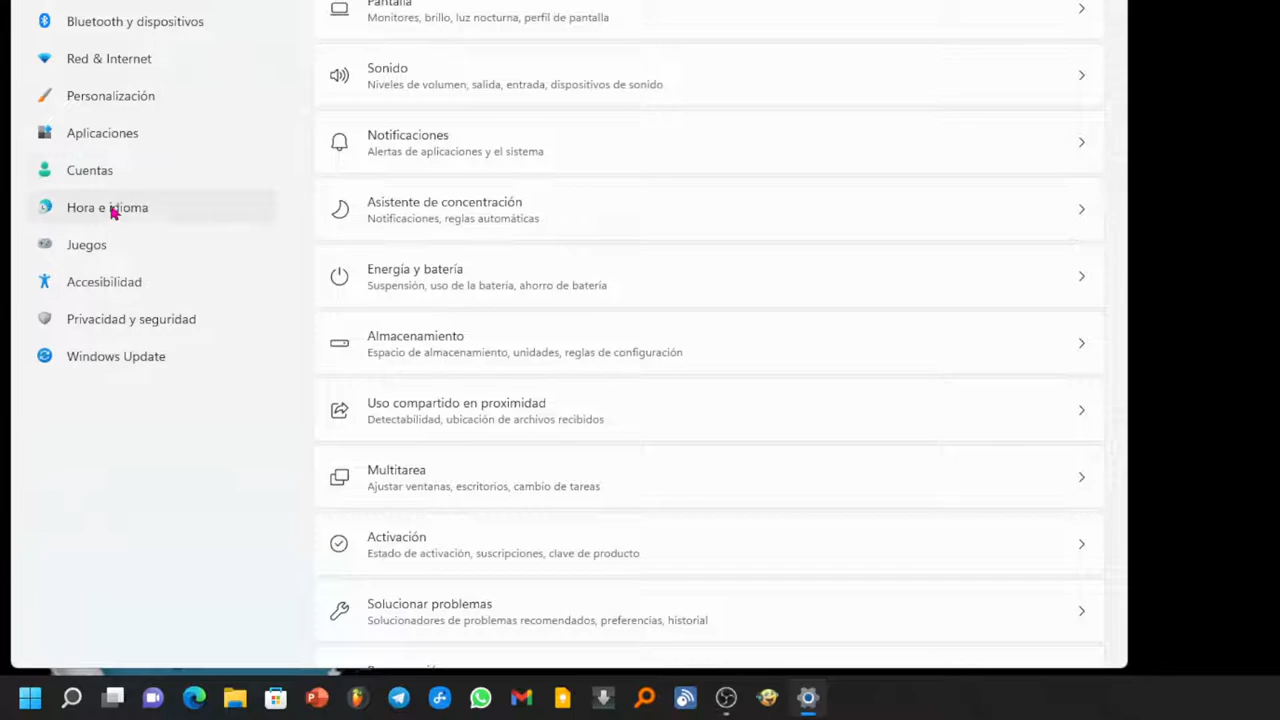 Bluetooth y dispositivos
Red & Internet
Personalización
Aplicaciones
Cuentas
Hora e idioma
Juegos
Accesibilidad
Privacidad y seguridad
Windows Update
Pantalla
Monitores, brillo, luz nocturna, perfil de pantalla
Sonido
Niveles de volumen, salida, entrada, dispositivos de sonido
Notificaciones
Alertas de aplicaciones y el sistema
Asistente de concentración
Notificaciones, reglas automáticas
Energía y batería
Suspensión, uso de la batería, ahorro de batería
Almacenamiento
Espacio de almacenamiento, unidades, reglas de configuración
Uso compartido en proximidad
Detectabilidad, ubicación de archivos recibidos
Multitarea
Ajustar ventanas, escritorios, cambio de tareas
Activación
Estado de activación, suscripciones, clave de producto
Solucionar problemas
Solucionadores de problemas recomendados, preferencias, historial